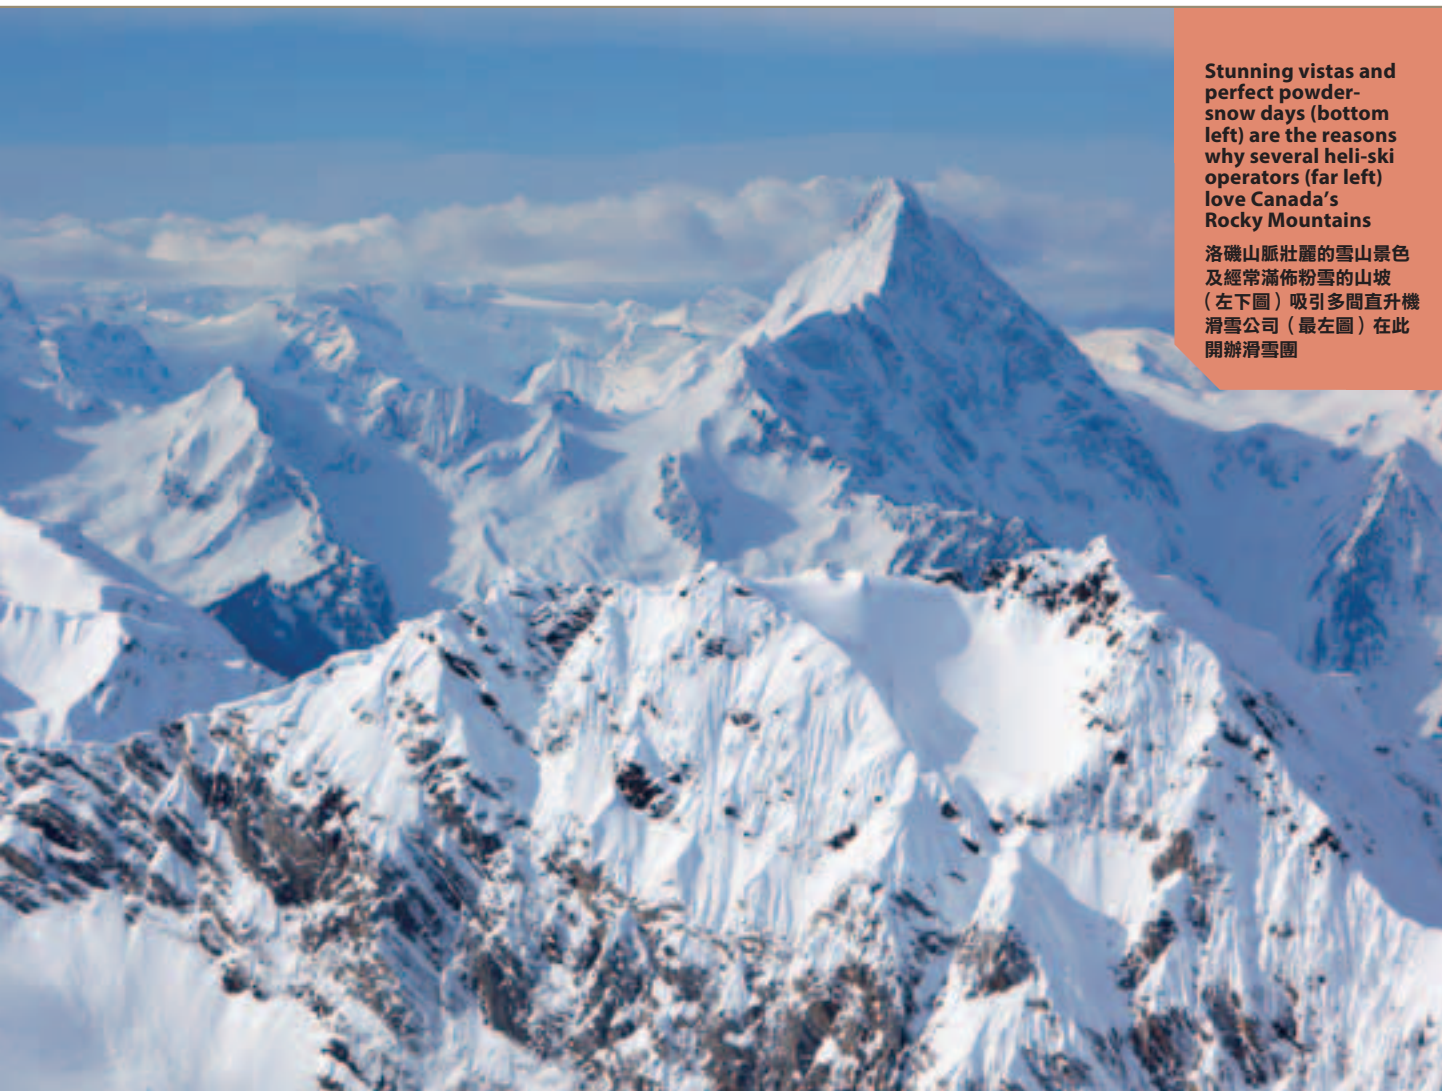 Stunning vistas and
perfect powder-
snow days (bottom
left) are the reasons
why several heli-ski
operators (far left)
love Canada’s
Rocky Mountains
洛磯山脈壯麗的雪山景色
及經常滿佈粉雪的山坡
（左下圖）吸引多間直升機
滑雪公司（最左圖）在此
開辦滑雪團